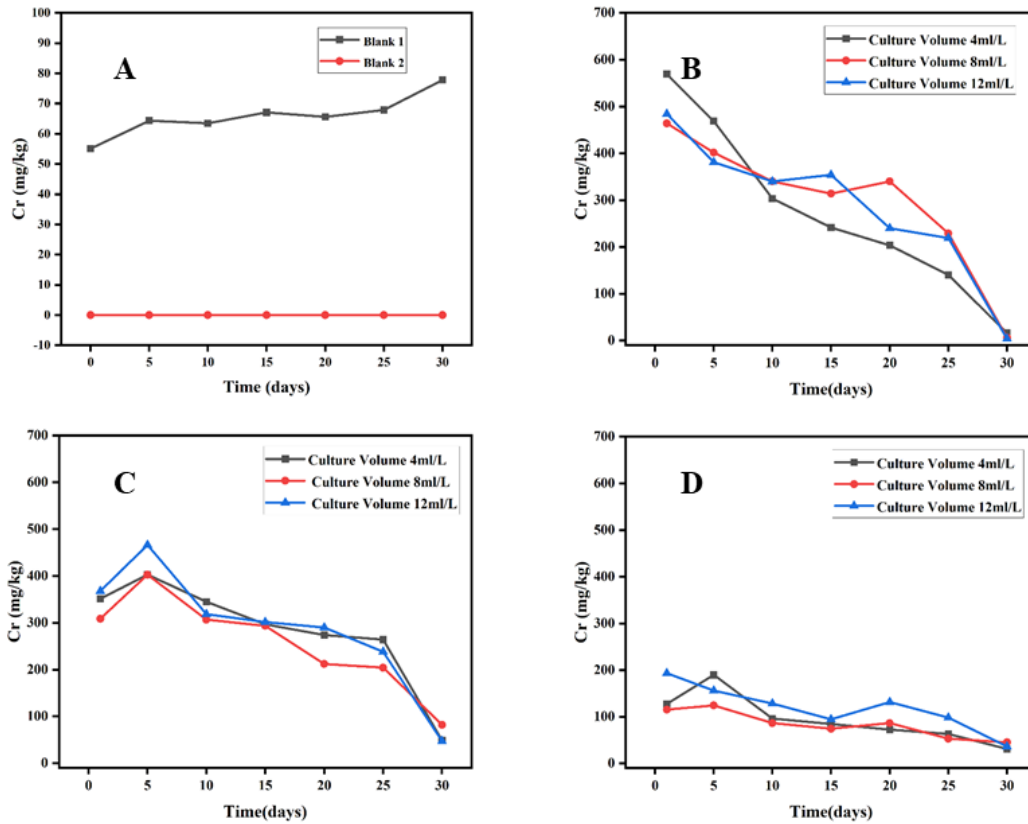 A
Blank 1
Blank 2
100
90
80
70
60
50
40
30
20
10
0
-10
Cr (mg/kg)
0 5 10 15 20 25 30
Time (days)
B
Culture Volume 4ml/L
Culture Volume 8ml/L
Culture Volume 12ml/L
700
600
500
400
300
200
100
0
Cr (mg/kg)
0 5 10 15 20 25 30
Time(days)
C
Culture Volume 4ml/L
Culture Volume 8ml/L
Culture Volume 12ml/L
700
600
500
400
300
200
100
0
Cr (mg/kg)
0 5 10 15 20 25 30
Time(days)
D
Culture Volume 4ml/L
Culture Volume 8ml/L
Culture Volume 12ml/L
700
600
500
400
300
200
100
0
Cr (mg/kg)
0 5 10 15 20 25 30
Time(days)